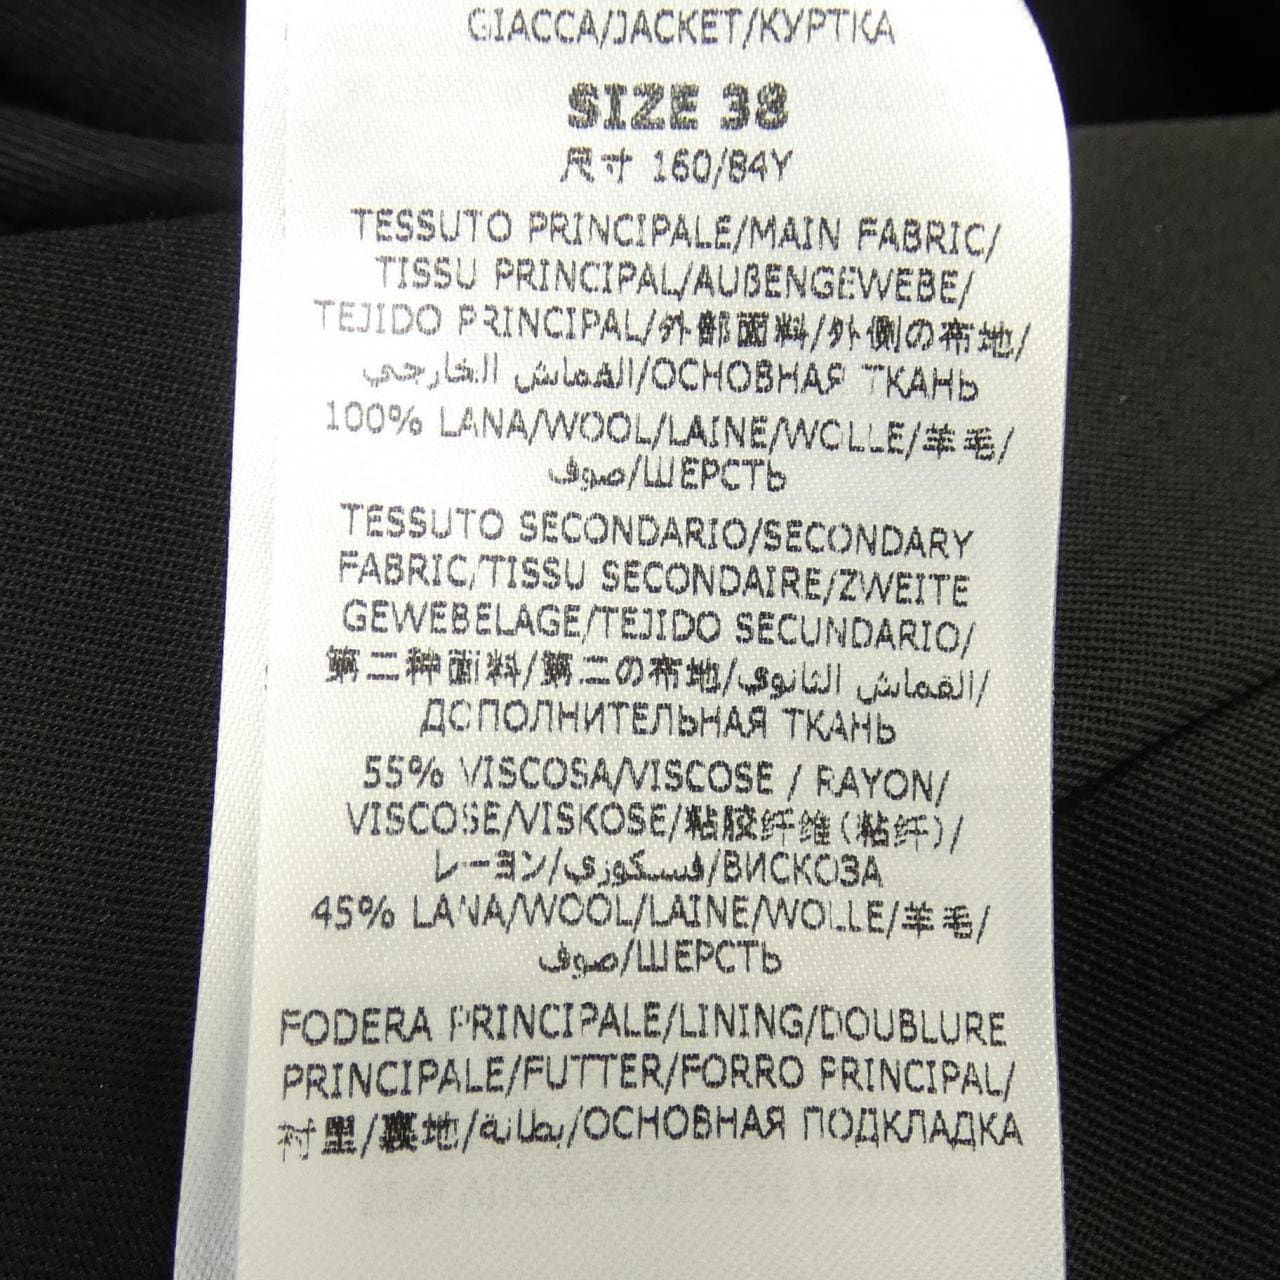 GIACCA/JACKET/КУРТКА
SIZE 38
尺寸 160/84Y
TESSUTO PRINCIPALE/MAIN FABRIC/
TISSU PRINCIPAL/AUßENGEWEBE/
TEJIDO PRINCIPAL/外部面料/外側の布地/
القماش الخارجي/ОСНОВНАЯ ТКАНЬ
100% LANA/WOOL/LAINE/WOLLE/羊毛/
صوف/ШЕРСТЬ
TESSUTO SECONDARIO/SECONDARY
FABRIC/TISSU SECONDAIRE/ZWEITE
GEWEBELAGE/TEJIDO SECUNDARIO/
第二种面料/第二の布地/القماش الثانوي/
ДОПОЛНИТЕЛЬНАЯ ТКАНЬ
55% VISCOSA/VISCOSE / RAYON/
VISCOSE/VISKOSE/粘胶纤维(粘纤)/
レーヨン/فسكوزي/ВИСКОЗА
45% LANA/WOOL/LAINE/WOLLE/羊毛/
صوف/ШЕРСТЬ
FODERA PRINCIPALE/LINING/DOUBLURE
PRINCIPALE/FUTTER/FORRO PRINCIPAL/
衬里/裏地/بطانة/ОСНОВНАЯ ПОДКЛАДКА